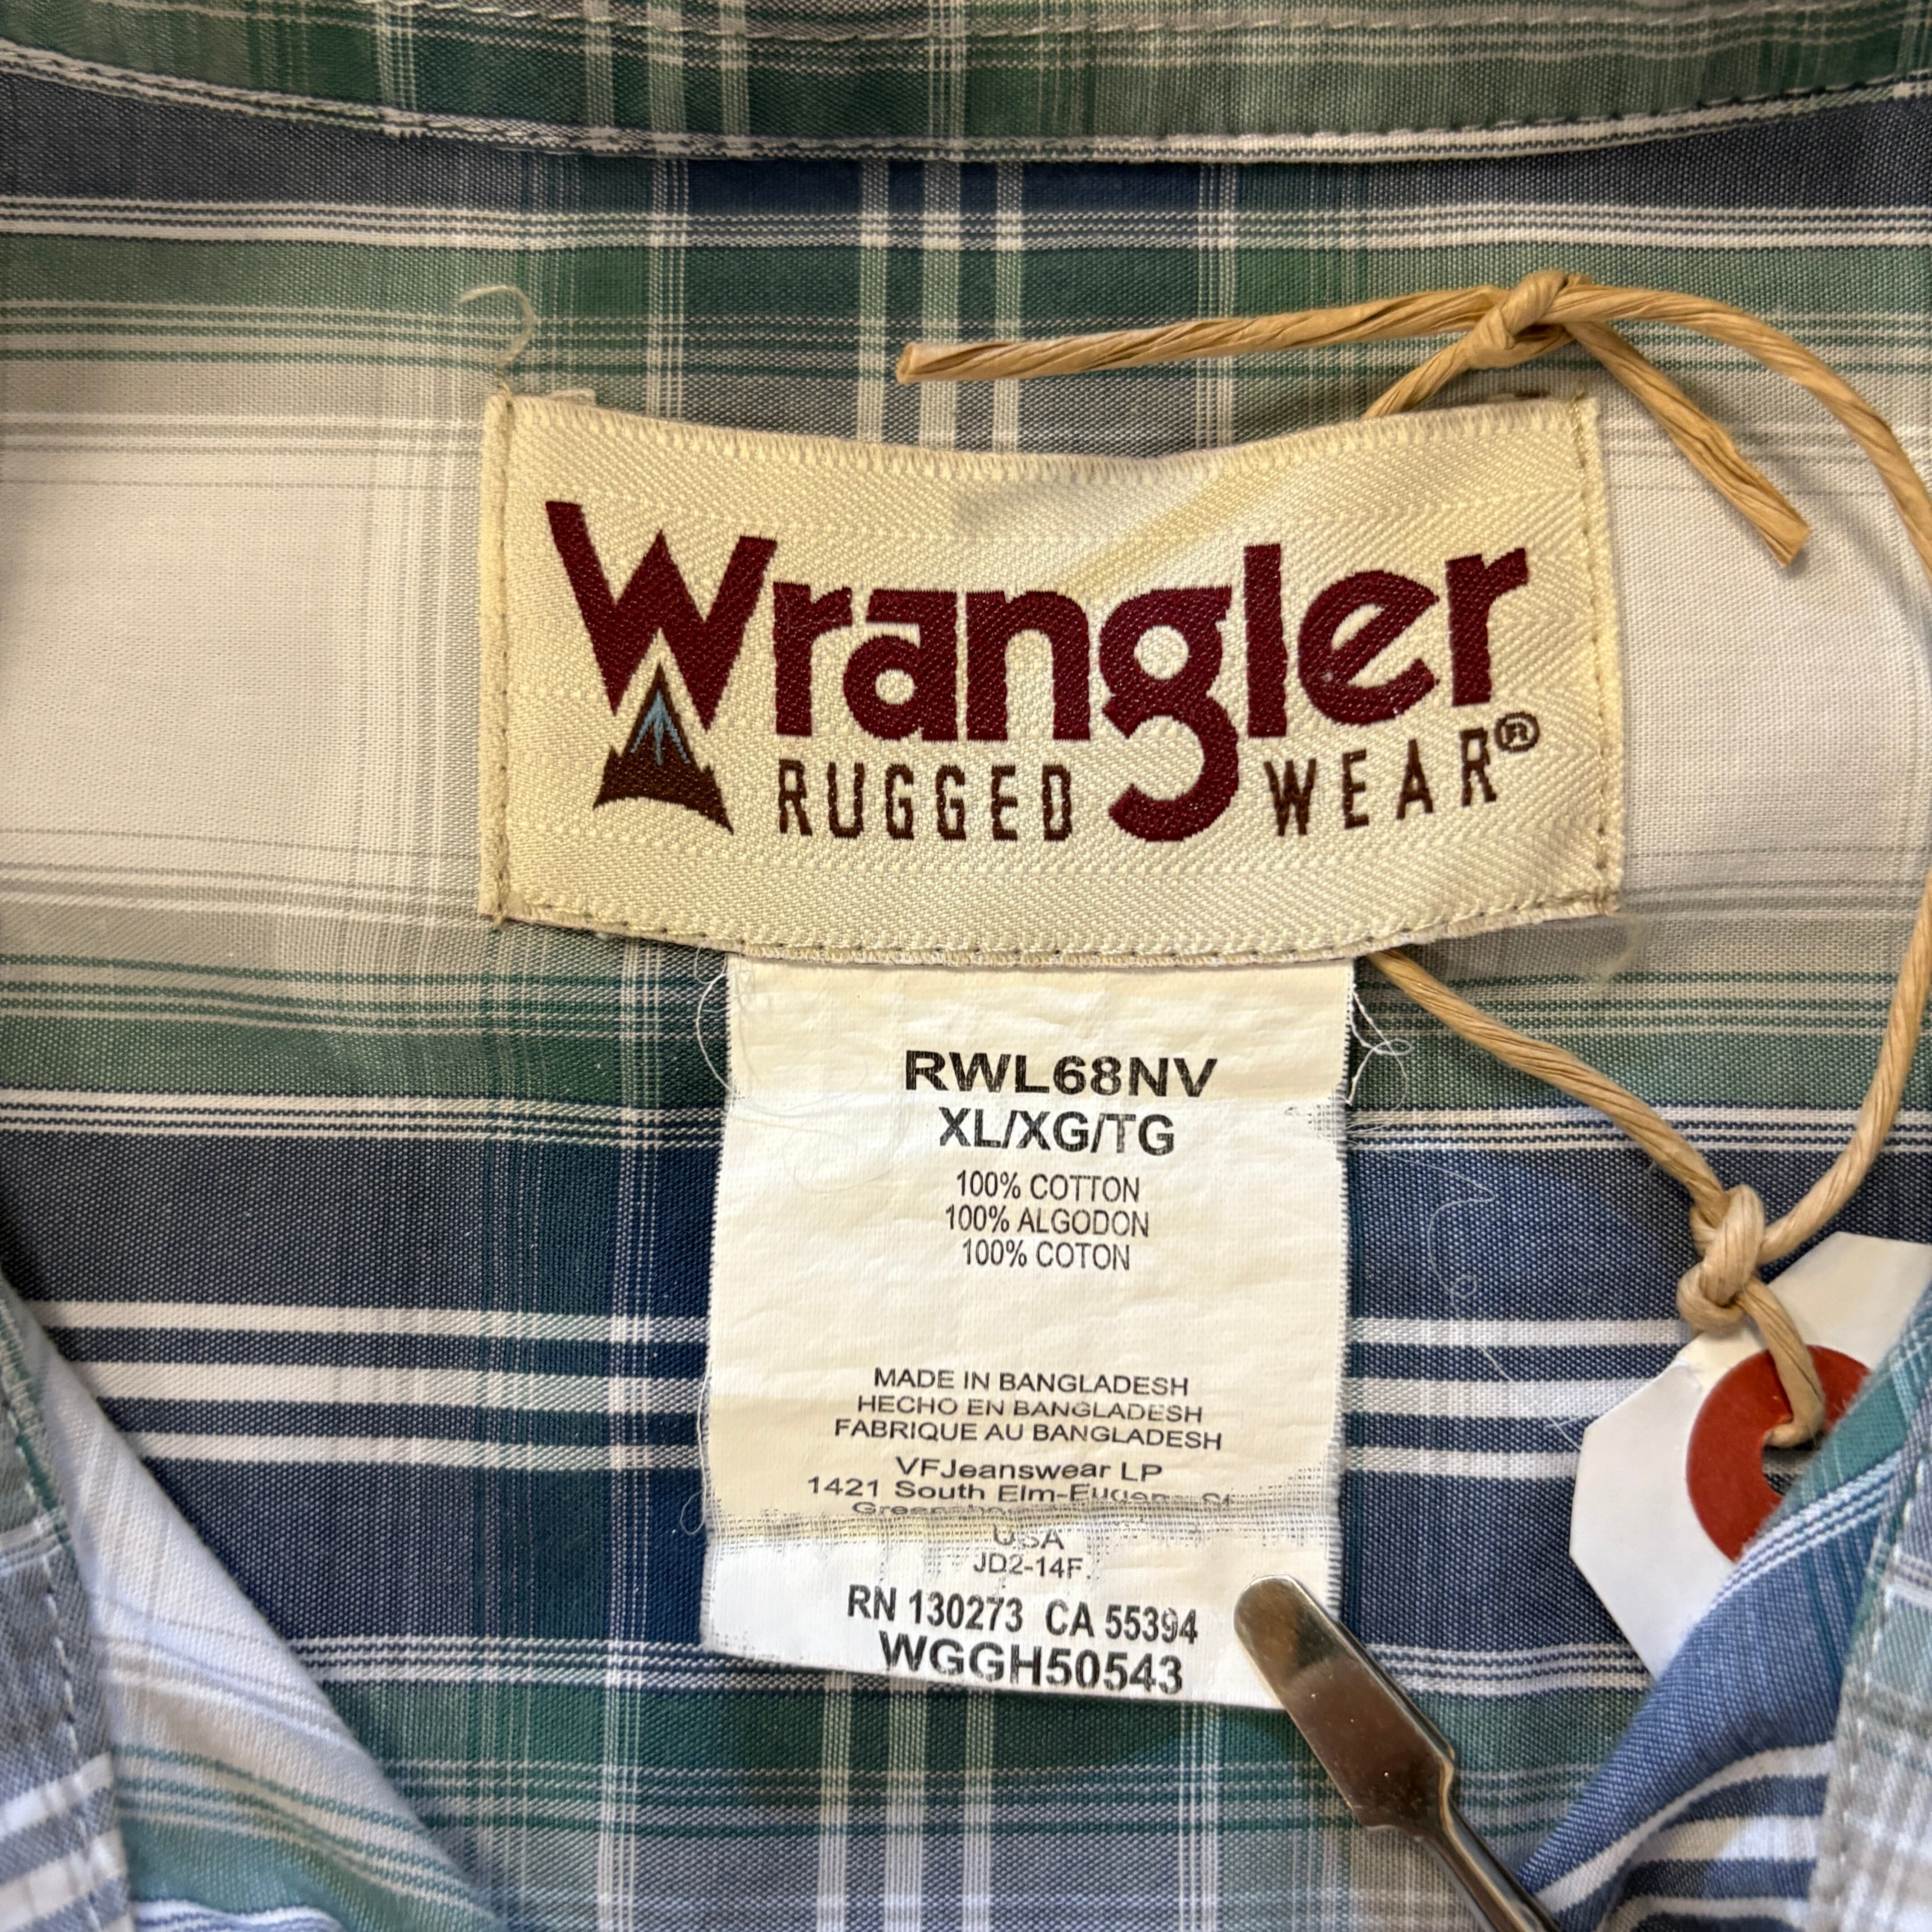 Wrangler
RUGGED WEAR®
RWL68NV
XL/XG/TG
100% COTTON
100% ALGODON
100% COTON
MADE IN BANGLADESH
HECHO EN BANGLADESH
FABRIQUE AU BANGLADESH
VFJeanswear LP
1421 South Elm-Eugene St
USA
JD2-14F.
RN 130273 CA 55394
WGGH50543